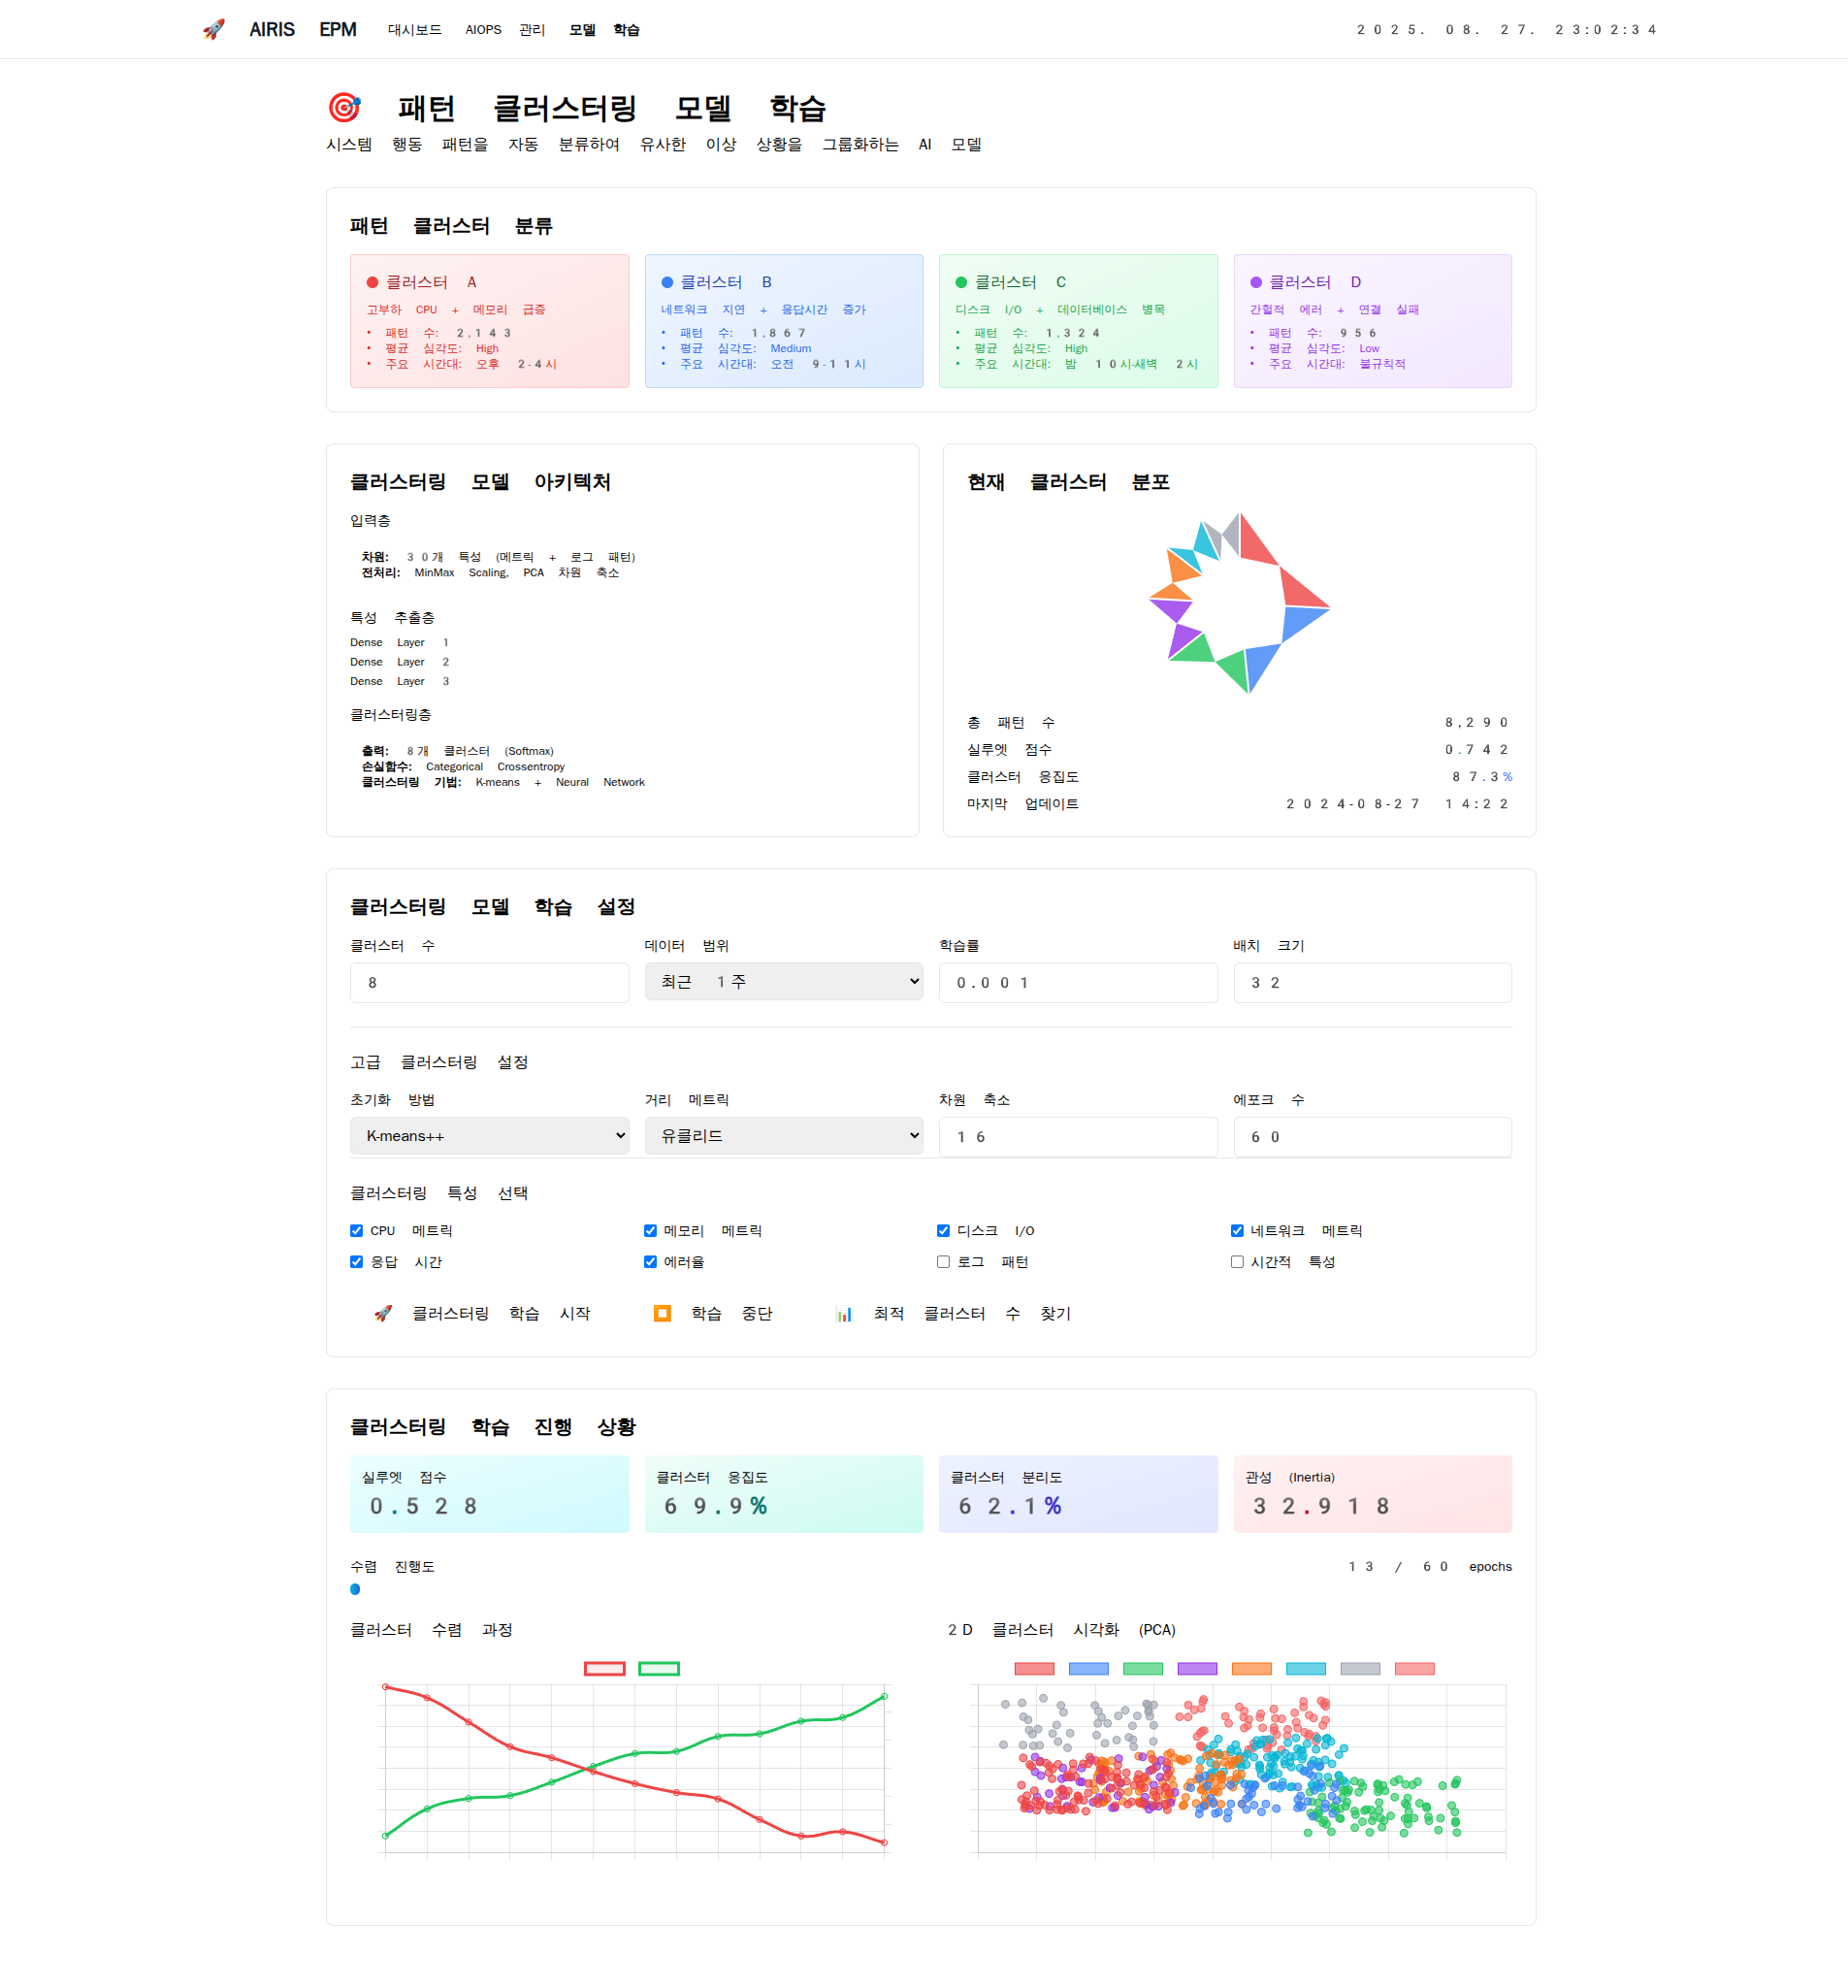 🚀 AIRIS EPM 대시보드 AIOPS 관리 모델 학습 2025. 08. 27. 23:02:34
🎯 패턴 클러스터링 모델 학습
시스템 행동 패턴을 자동 분류하여 유사한 이상 상황을 그룹화하는 AI 모델
패턴 클러스터 분류
클러스터 A
고부하 CPU + 메모리 급증
• 패턴 수: 2,143
• 평균 심각도: High
• 주요 시간대: 오후 2-4시
클러스터 B
네트워크 지연 + 응답시간 증가
• 패턴 수: 1,867
• 평균 심각도: Medium
• 주요 시간대: 오전 9-11시
클러스터 C
디스크 I/O + 데이터베이스 병목
• 패턴 수: 1,324
• 평균 심각도: High
• 주요 시간대: 밤 10시-새벽 2시
클러스터 D
간헐적 에러 + 연결 실패
• 패턴 수: 956
• 평균 심각도: Low
• 주요 시간대: 불규칙적
클러스터링 모델 아키텍처
입력층
차원: 30개 특성 (메트릭 + 로그 패턴)
전처리: MinMax Scaling, PCA 차원 축소
특성 추출층
Dense Layer 1
Dense Layer 2
Dense Layer 3
클러스터링층
출력: 8개 클러스터 (Softmax)
손실함수: Categorical Crossentropy
클러스터링 기법: K-means + Neural Network
현재 클러스터 분포
총 패턴 수 8,290
실루엣 점수 0.742
클러스터 응집도 87.3%
마지막 업데이트 2024-08-27 14:22
클러스터링 모델 학습 설정
클러스터 수 데이터 범위 학습률 배치 크기
8 최근 1주 0.001 32
고급 클러스터링 설정
초기화 방법 거리 메트릭 차원 축소 에포크 수
K-means++ 유클리드 16 60
클러스터링 특성 선택
CPU 메트릭 메모리 메트릭 디스크 I/O 네트워크 메트릭
응답 시간 에러율 로그 패턴 시간적 특성
🚀 클러스터링 학습 시작 ⏹️ 학습 중단 📊 최적 클러스터 수 찾기
클러스터링 학습 진행 상황
실루엣 점수 클러스터 응집도 클러스터 분리도 관성 (Inertia)
0.528 69.9% 62.1% 32.918
수렴 진행도 13 / 60 epochs
클러스터 수렴 과정 2D 클러스터 시각화 (PCA)